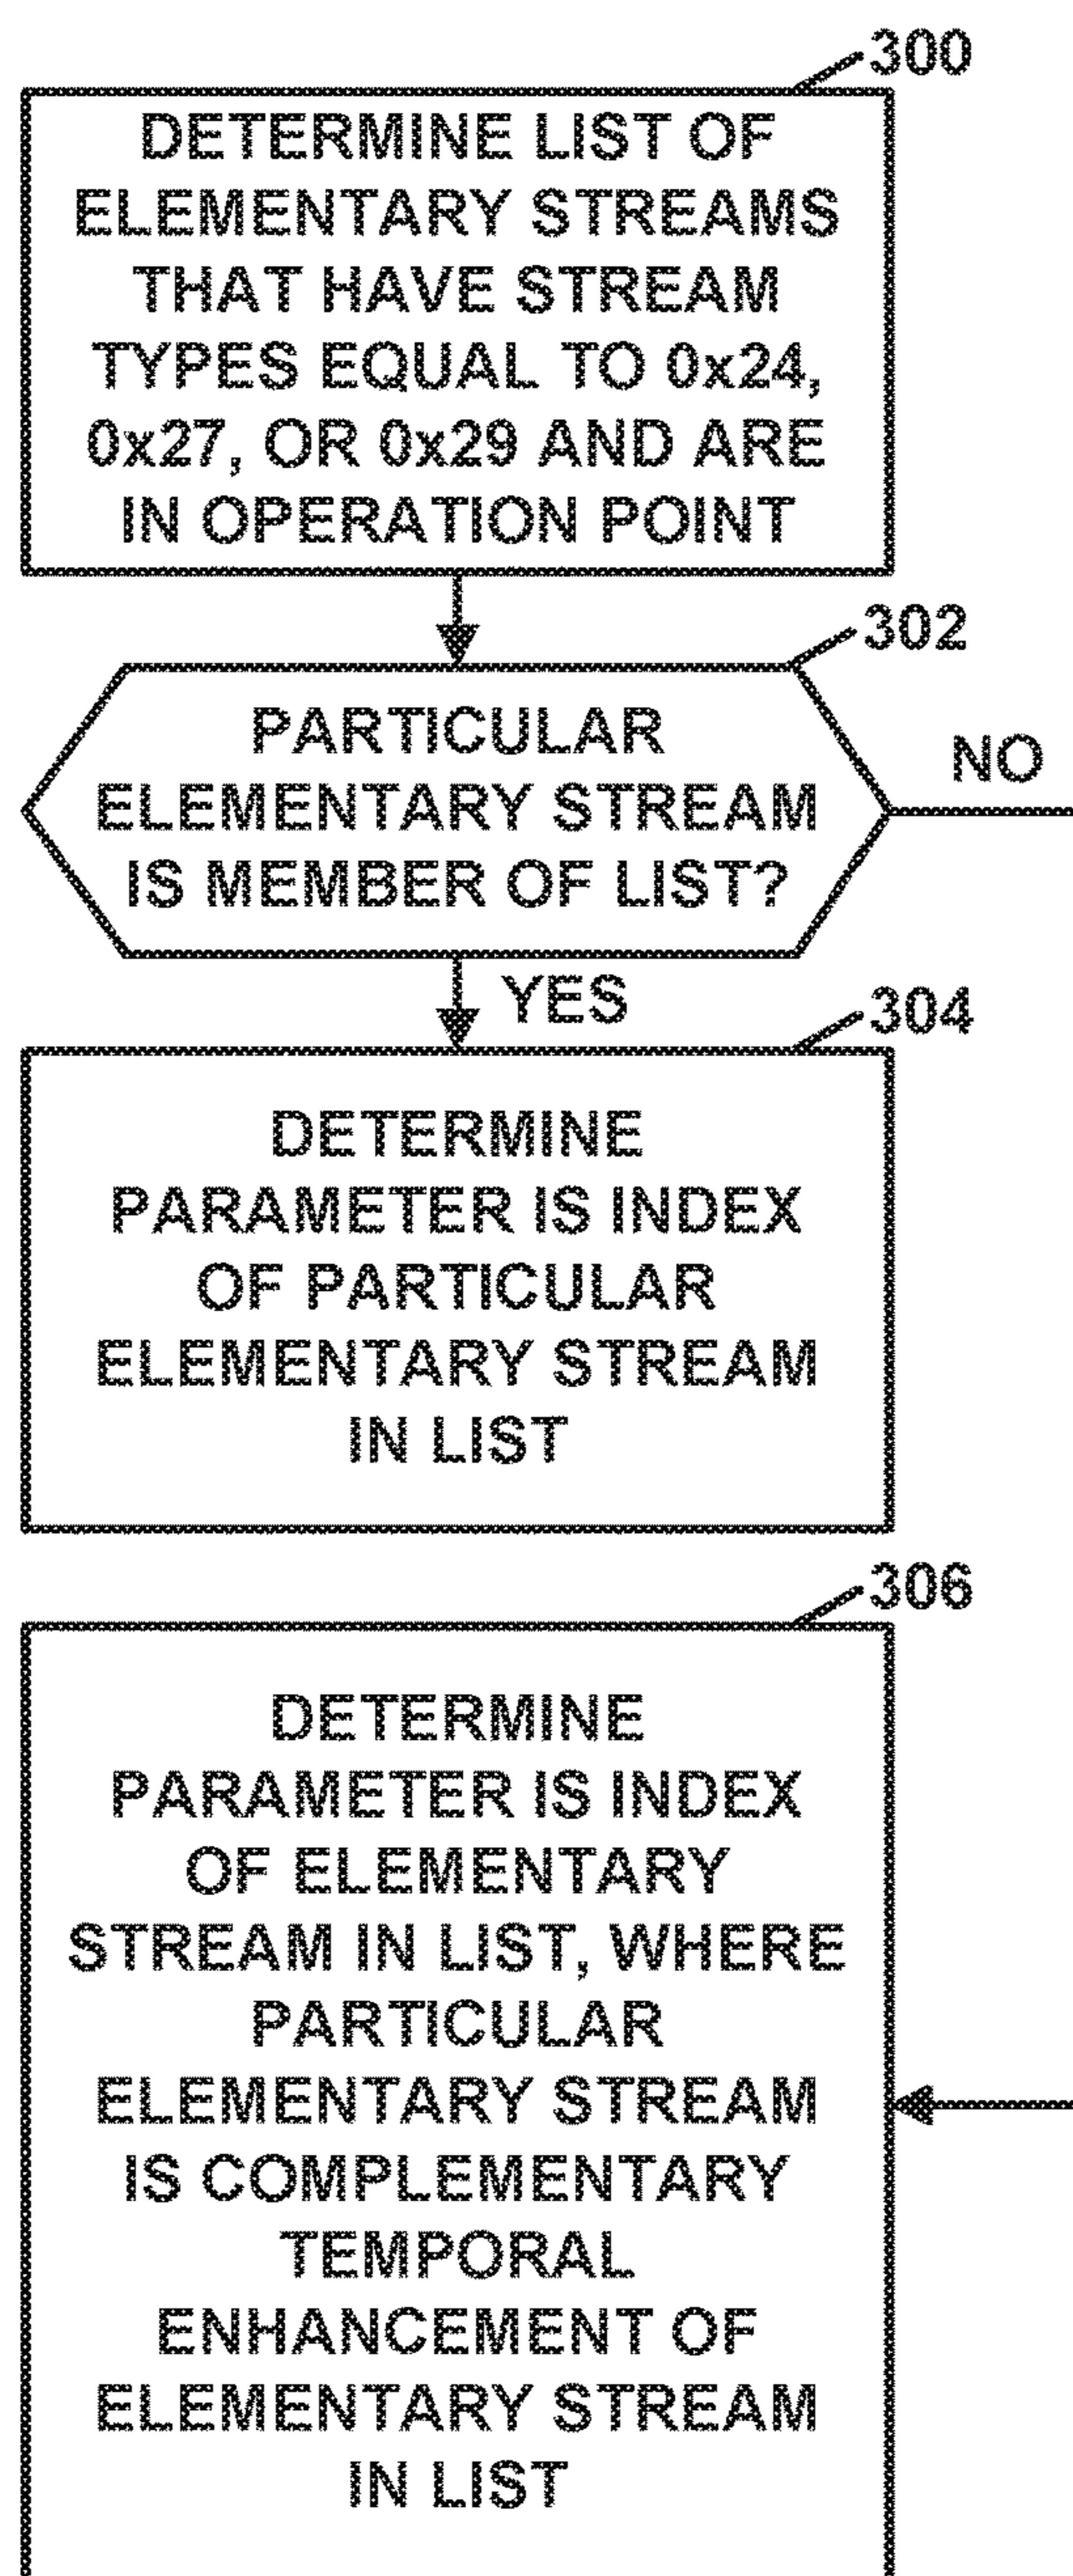 300
DETERMINE LIST OF
ELEMENTARY STREAMS
THAT HAVE STREAM
TYPES EQUAL TO 0x24,
0x27, OR 0x29 AND ARE
IN OPERATION POINT
302
PARTICULAR
ELEMENTARY STREAM
IS MEMBER OF LIST?
NO
YES
304
DETERMINE
PARAMETER IS INDEX
OF PARTICULAR
ELEMENTARY STREAM
IN LIST
306
DETERMINE
PARAMETER IS INDEX
OF ELEMENTARY
STREAM IN LIST, WHERE
PARTICULAR
ELEMENTARY STREAM
IS COMPLEMENTARY
TEMPORAL
ENHANCEMENT OF
ELEMENTARY STREAM
IN LIST